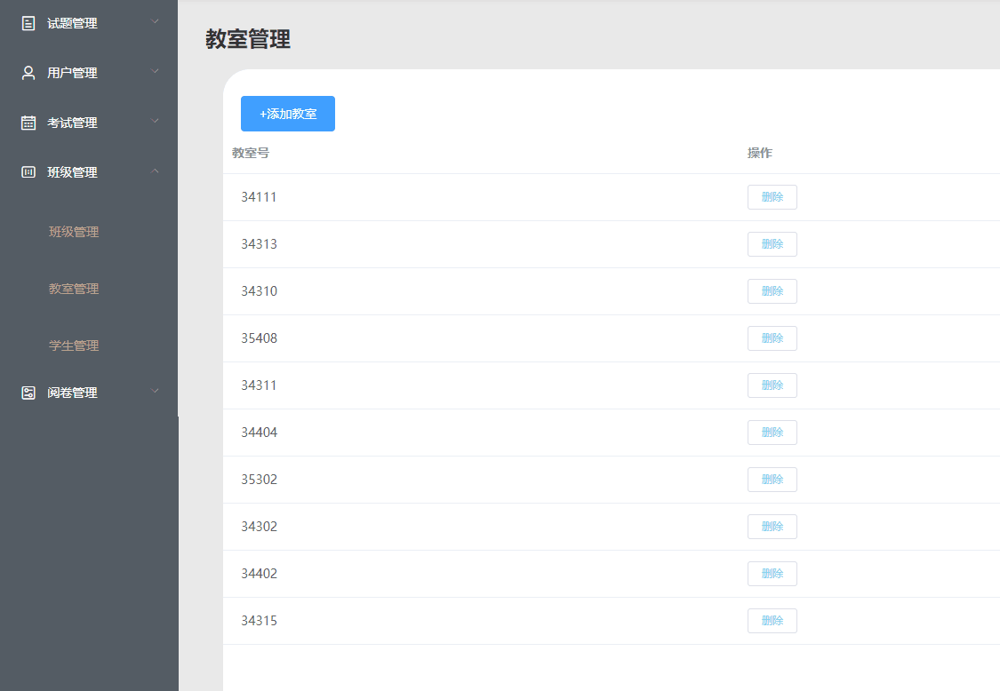 试题管理
用户管理
考试管理
班级管理
班级管理
教室管理
学生管理
阅卷管理
教室管理
+添加教室
教室号 操作
34111 删除
34313 删除
34310 删除
35408 删除
34311 删除
34404 删除
35302 删除
34302 删除
34402 删除
34315 删除